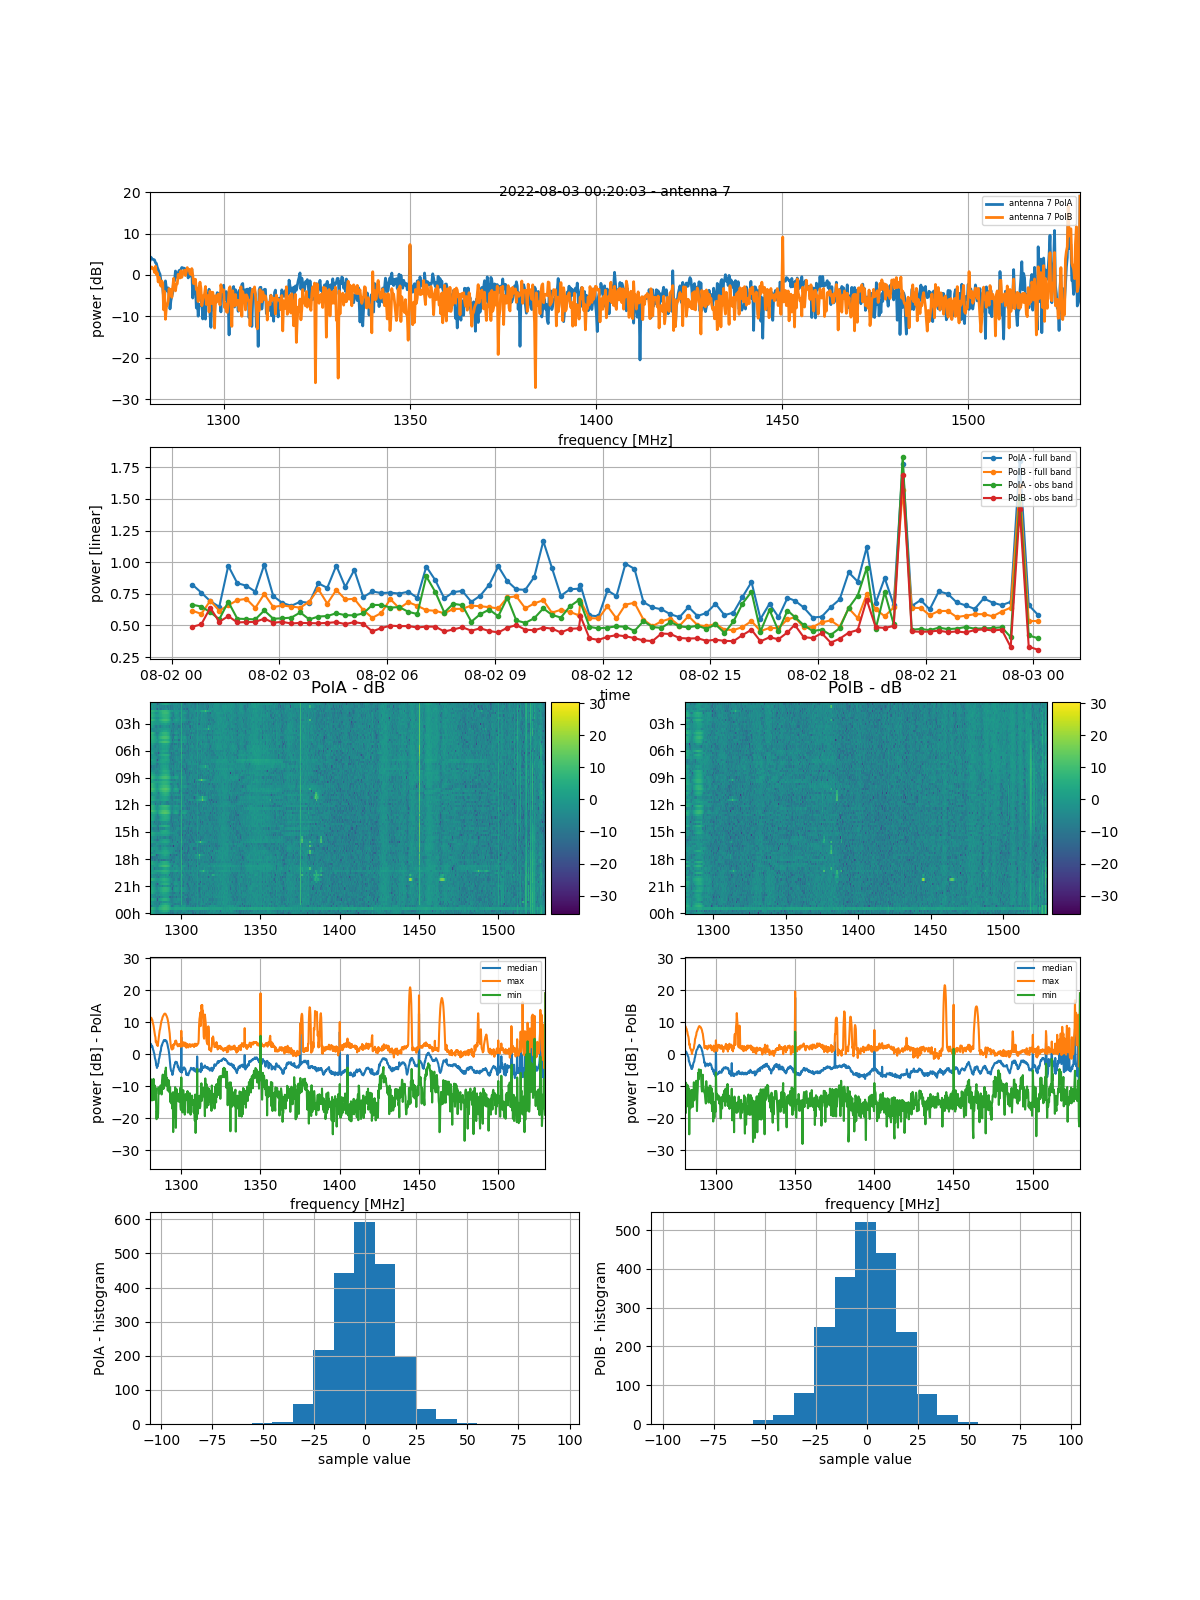 2022-08-03 00:20:03 - antenna 7
20
10
0
−10
−20
−30
power [dB]
antenna 7 PolA
antenna 7 PolB
1300 1350 1400 1450 1500
frequency [MHz]
1.75
1.50
1.25
1.00
0.75
0.50
0.25
power [linear]
PolA - full band
PolB - full band
PolA - obs band
PolB - obs band
08-02 00 08-02 03 08-02 06 08-02 09 08-02 12 08-02 15 08-02 18 08-02 21 08-03 00
time
PolA - dB
03h
06h
09h
12h
15h
18h
21h
00h
1300 1350 1400 1450 1500
30
20
10
0
−10
−20
−30
PolB - dB
03h
06h
09h
12h
15h
18h
21h
00h
1300 1350 1400 1450 1500
30
20
10
0
−10
−20
−30
30
20
10
0
−10
−20
−30
power [dB] - PolA
median
max
min
1300 1350 1400 1450 1500
frequency [MHz]
30
20
10
0
−10
−20
−30
power [dB] - PolB
median
max
min
1300 1350 1400 1450 1500
frequency [MHz]
600
500
400
300
200
100
0
PolA - histogram
−100 −75 −50 −25 0 25 50 75 100
sample value
500
400
300
200
100
0
PolB - histogram
−100 −75 −50 −25 0 25 50 75 100
sample value